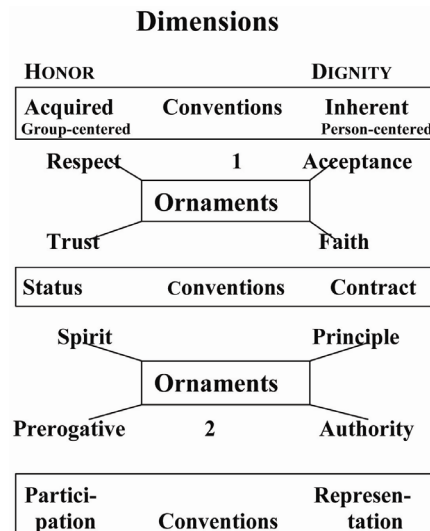 Dimensions
HONOR DIGNITY
Acquired Conventions Inherent
Group-centered Person-centered
Respect 1 Acceptance
Ornaments
Trust Faith
Status Conventions Contract
Spirit Principle
Ornaments
Prerogative 2 Authority
Partici- Represen-
pation Conventions tation